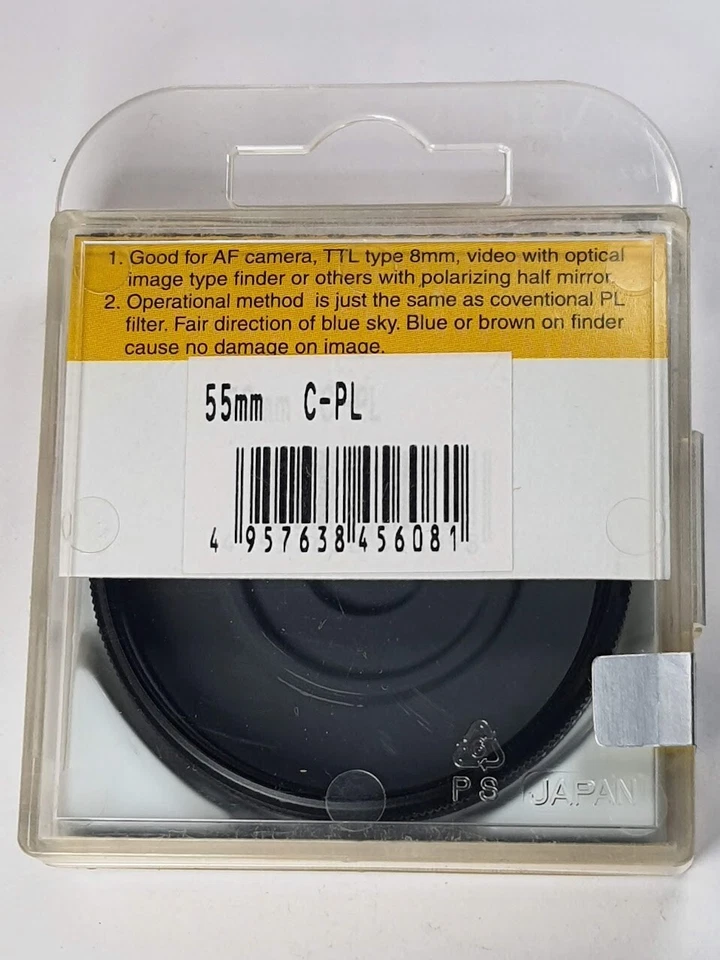 1. Good for AF camera, TTL type 8mm, video with optical
image type finder or others with polarizing half mirror.
2. Operational method is just the same as coventional PL
filter. Fair direction of blue sky. Blue or brown on finder
cause no damage on image.
55mm C-PL
4 957638 456081
PS JAPAN